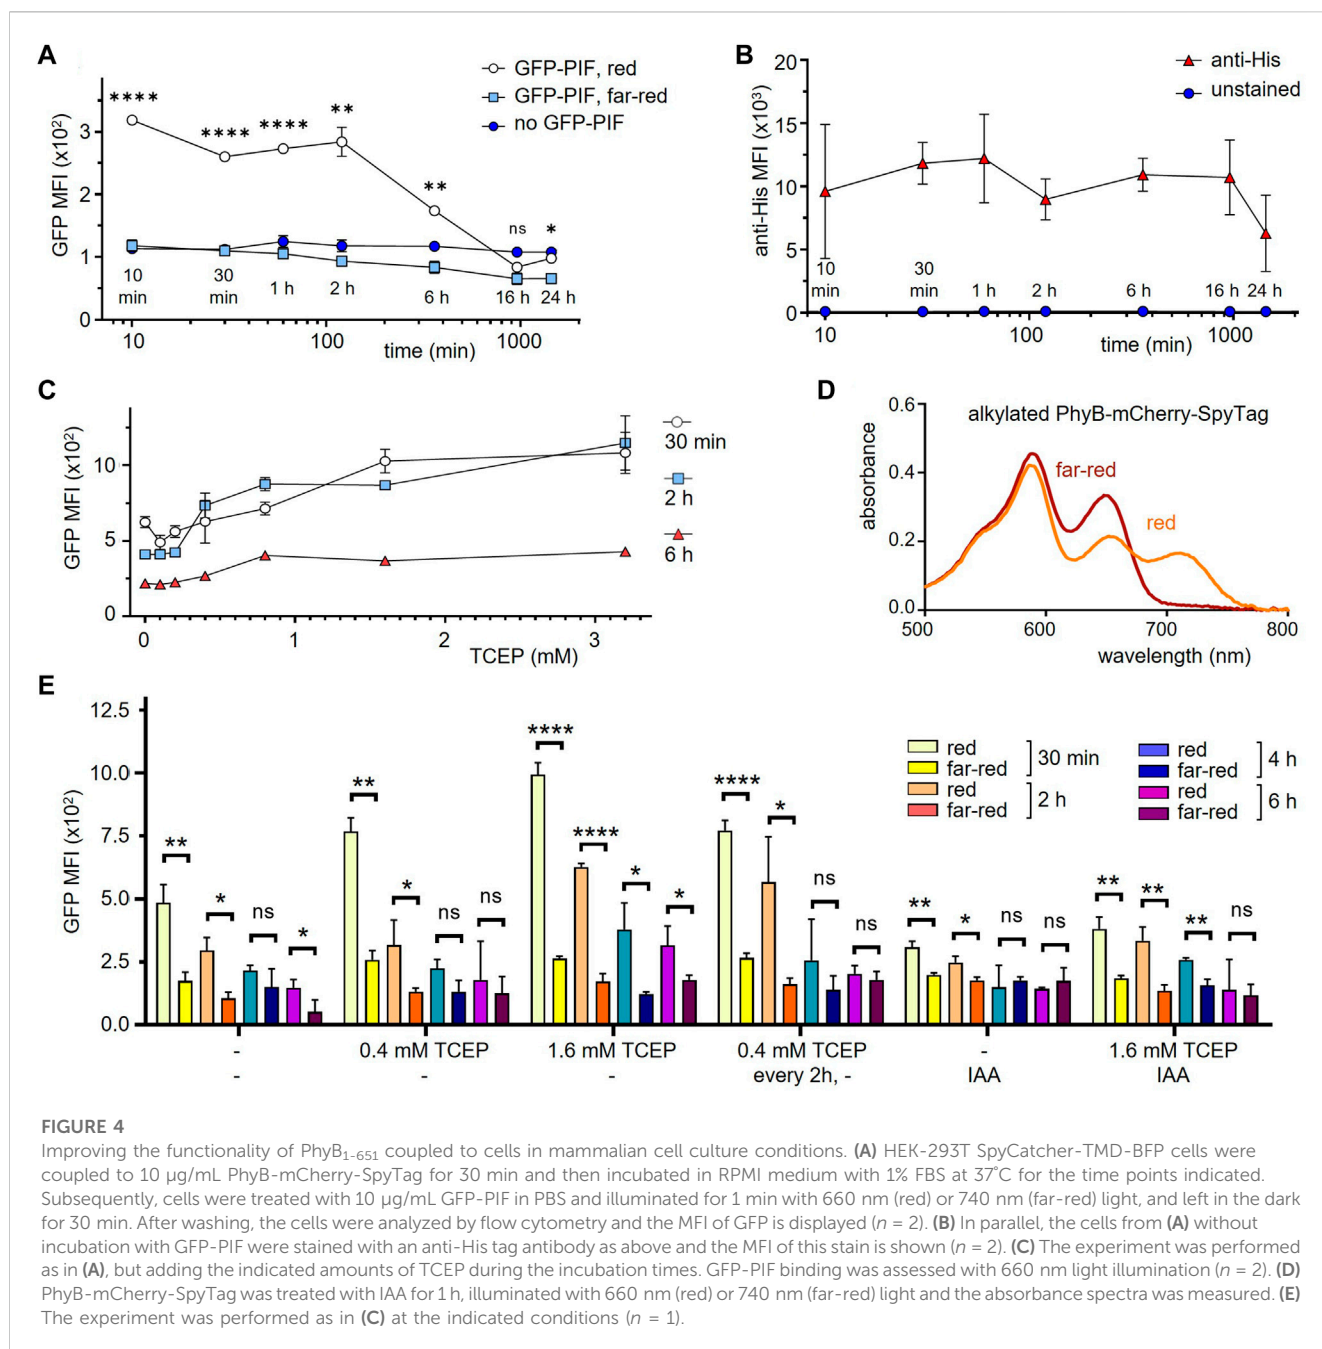 A
GFP-PIF, red
GFP-PIF, far-red
no GFP-PIF
****
****
****
**
**
ns
*
GFP MFI (x10²)
3
2
1
0
10 min
30 min
1 h
2 h
6 h
16 h
24 h
10
100
1000
time (min)
B
anti-His
unstained
anti-His MFI (x10³)
20
15
10
5
0
10 min
30 min
1 h
2 h
6 h
16 h
24 h
10
100
1000
time (min)
C
GFP MFI (x10²)
10
5
0
0
1
2
3
TCEP (mM)
30 min
2 h
6 h
D
alkylated PhyB-mCherry-SpyTag
absorbance
0.6
0.4
0.2
0.0
far-red
red
500
600
700
800
wavelength (nm)
E
GFP MFI (x10²)
12.5
10.0
7.5
5.0
2.5
0.0
red
far-red
30 min
red
far-red
2 h
red
far-red
4 h
red
far-red
6 h
**
*
ns
*
**
*
ns
ns
****
****
*
*
****
*
ns
ns
**
*
ns
ns
**
**
**
ns
-
0.4 mM TCEP
1.6 mM TCEP
0.4 mM TCEP
-
1.6 mM TCEP
-
-
-
every 2h, -
IAA
IAA
FIGURE 4
Improving the functionality of PhyB₁₋₆₅₁ coupled to cells in mammalian cell culture conditions. (A) HEK-293T SpyCatcher-TMD-BFP cells were
coupled to 10 µg/mL PhyB-mCherry-SpyTag for 30 min and then incubated in RPMI medium with 1% FBS at 37°C for the time points indicated.
Subsequently, cells were treated with 10 µg/mL GFP-PIF in PBS and illuminated for 1 min with 660 nm (red) or 740 nm (far-red) light, and left in the dark
for 30 min. After washing, the cells were analyzed by flow cytometry and the MFI of GFP is displayed (n = 2). (B) In parallel, the cells from (A) without
incubation with GFP-PIF were stained with an anti-His tag antibody as above and the MFI of this stain is shown (n = 2). (C) The experiment was performed
as in (A), but adding the indicated amounts of TCEP during the incubation times. GFP-PIF binding was assessed with 660 nm light illumination (n = 2). (D)
PhyB-mCherry-SpyTag was treated with IAA for 1 h, illuminated with 660 nm (red) or 740 nm (far-red) light and the absorbance spectra was measured. (E)
The experiment was performed as in (C) at the indicated conditions (n = 1).